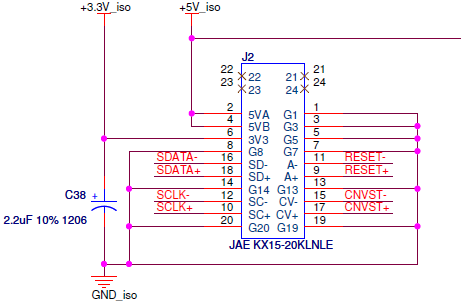 +3.3V_iso +5V_iso
J2
22 22 21 21
23 23 24 24
2 5VA G1 1
4 5VB G3 3
6 3V3 G5 5
8 G8 G7 7
SDATA- 16 SD- A- 11 RESET-
SDATA+ 18 SD+ A+ 9 RESET+
14 G14 G13 13
SCLK- 12 SC- CV- 15 CNVST-
SCLK+ 10 SC+ CV+ 17 CNVST+
20 G20 G19 19
C38 +
2.2uF 10% 1206
JAE KX15-20KLNLE
GND_iso